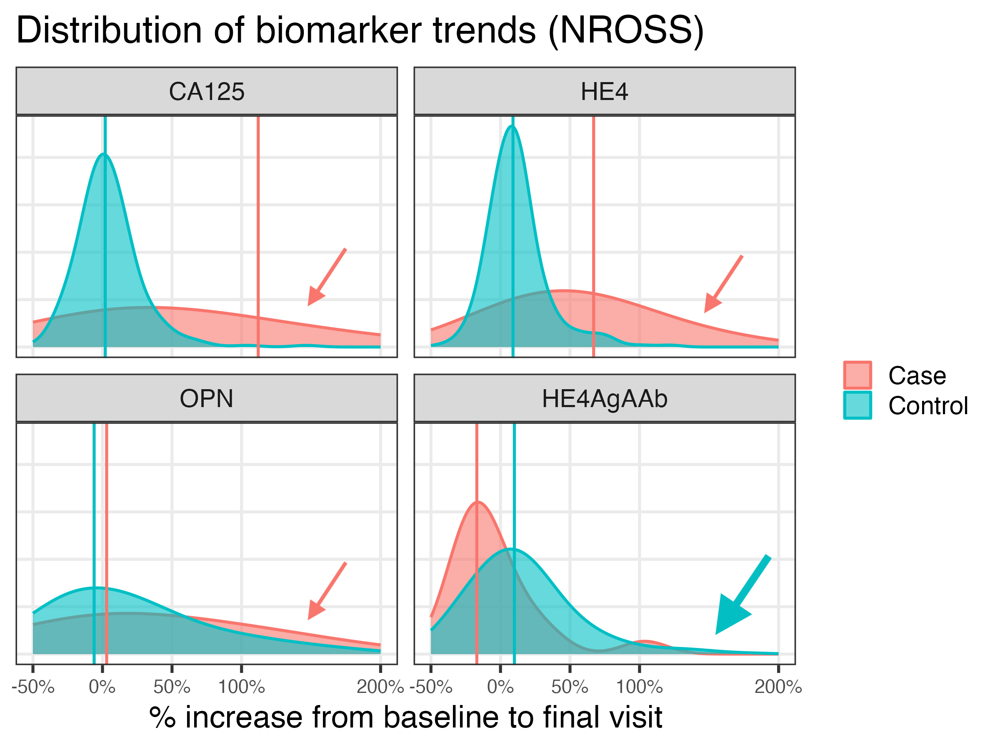 Distribution of biomarker trends (NROSS)
CA125
HE4
OPN
HE4AgAAb
Case
Control
-50% 0% 50% 100% 200% -50% 0% 50% 100% 200%
% increase from baseline to final visit